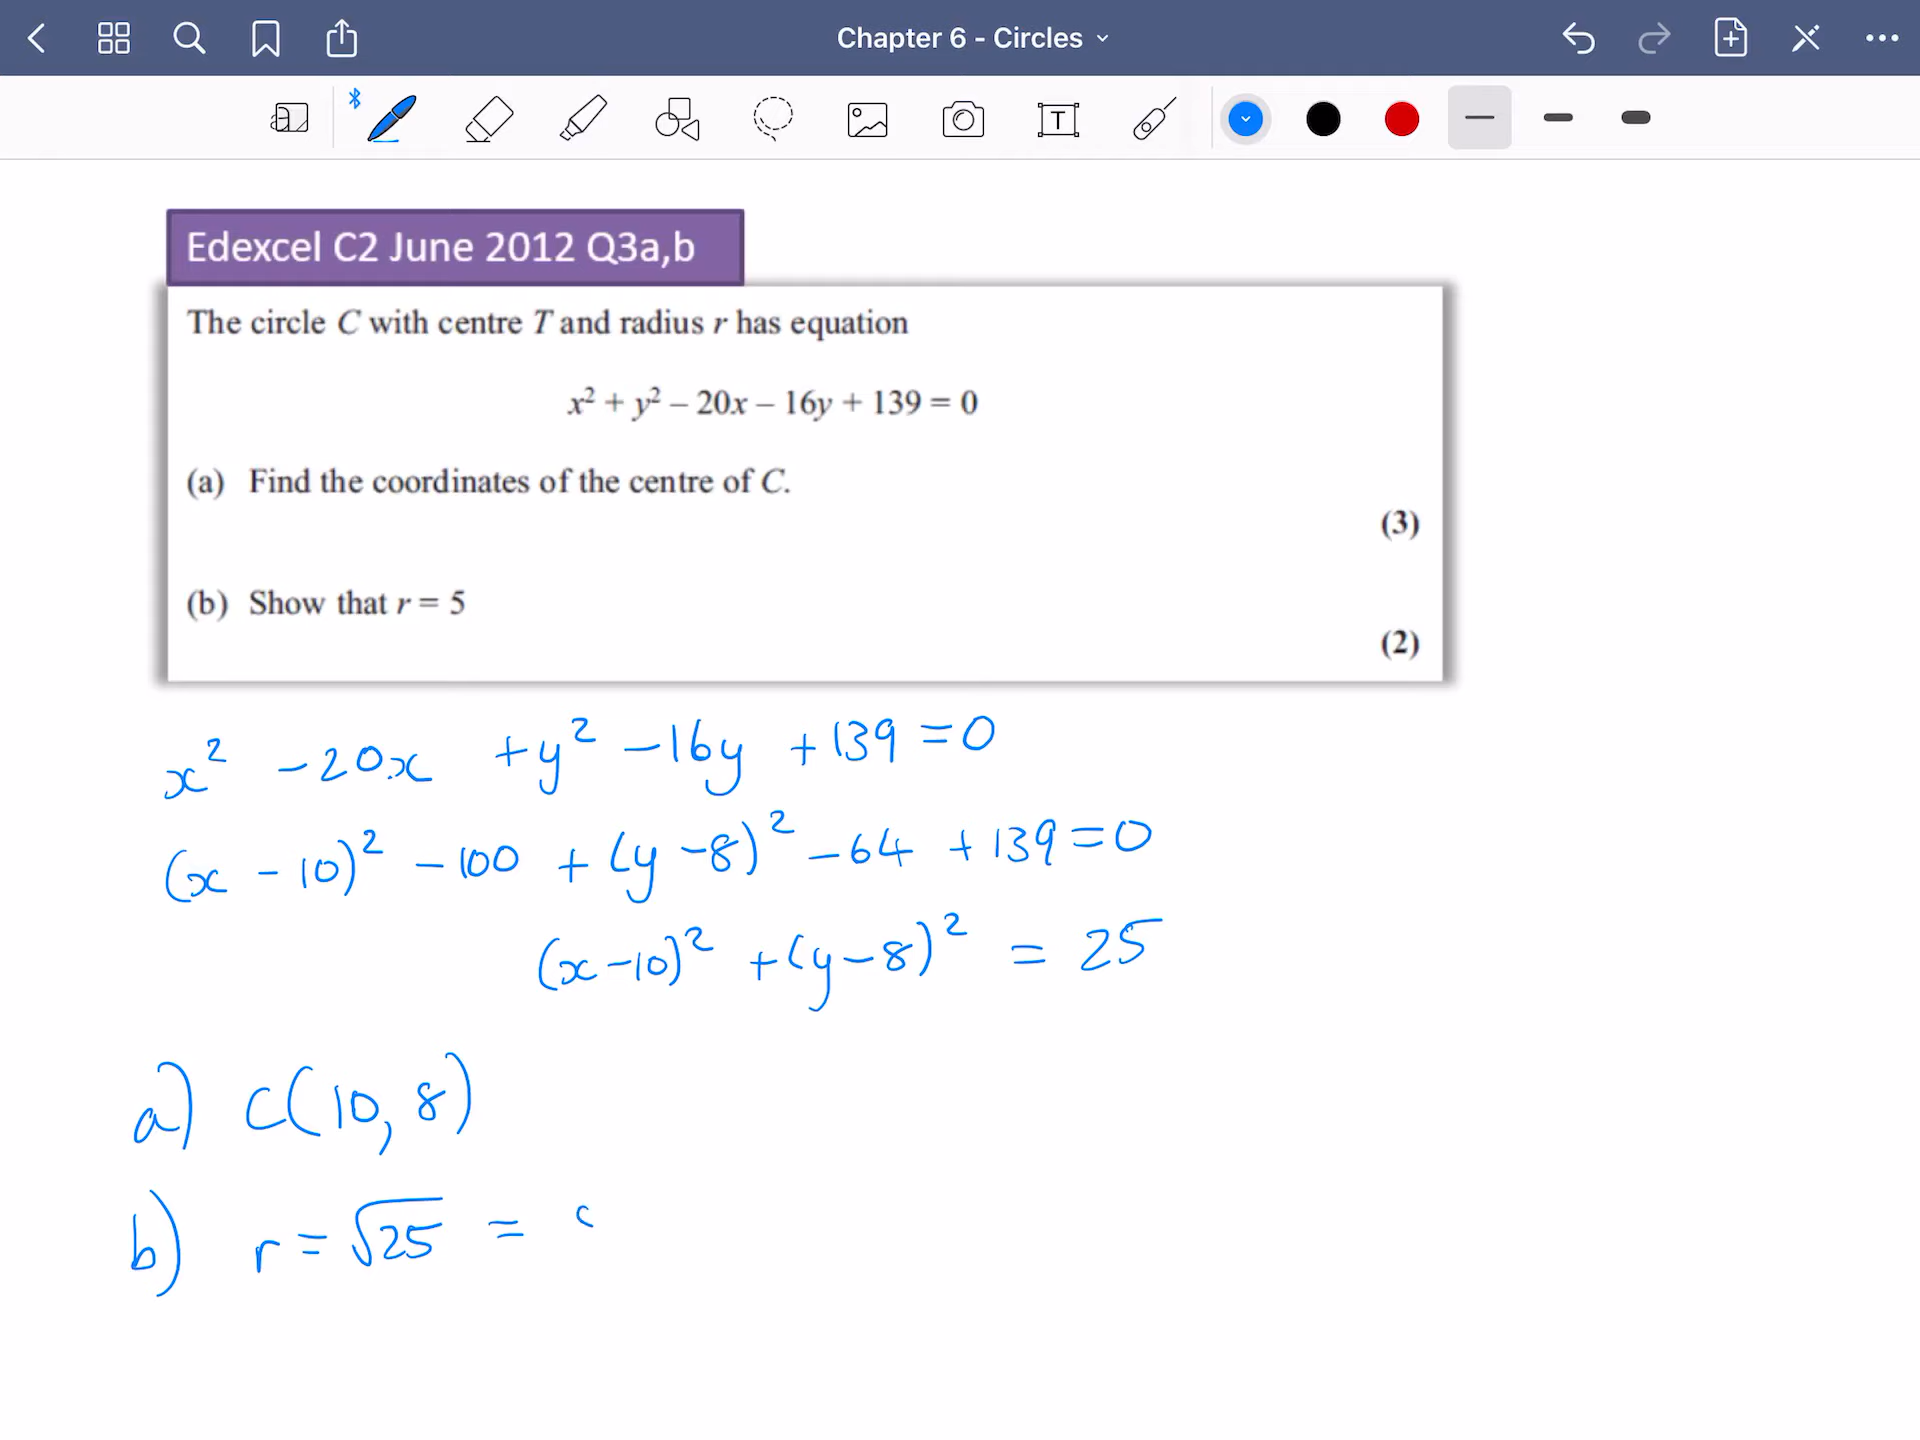 Chapter 6 - Circles
T
Edexcel C2 June 2012 Q3a,b
The circle C with centre T and radius r has equation
x² + y² – 20x – 16y + 139 = 0
(a) Find the coordinates of the centre of C.
(3)
(b) Show that r = 5
(2)
x² -20x +y² -16y +139 =0
(x - 10)² - 100 + (y -8)² - 64 + 139 = 0
(x-10)² +(y-8)² = 25
a) C(10, 8)
b) r = √25 =